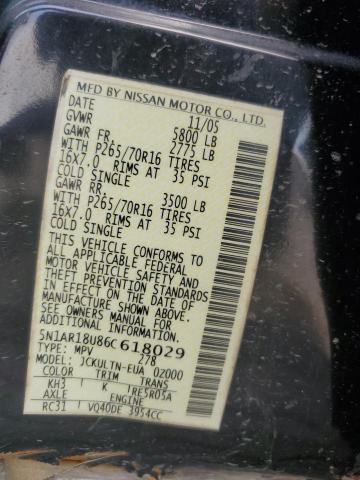 MFD BY NISSAN MOTOR CO., LTD.
DATE 11/05
GVWR 5800 LB
GAWR FR. 2775 LB
WITH P265/70R16 TIRES
16X7.0 RIMS AT 35 PSI
COLD SINGLE
GAWR RR. 3500 LB
WITH P265/70R16 TIRES
16X7.0 RIMS AT 35 PSI
COLD SINGLE
THIS VEHICLE CONFORMS TO
ALL APPLICABLE FEDERAL
MOTOR VEHICLE SAFETY AND
THEFT PREVENTION STANDARDS
IN EFFECT ON THE DATE OF
MANUFACTURE SHOWN ABOVE.
SEE OWNERS MANUAL FOR
ADDITIONAL INFORMATION.
5N1AR18U86C618029
TYPE: MPV 278
MODEL: JCKULTN-EUA 02000
COLOR TRIM TRANS
KH3 I RE5R05A
AXLE ENGINE
RC31 VQ40DE 3954CC